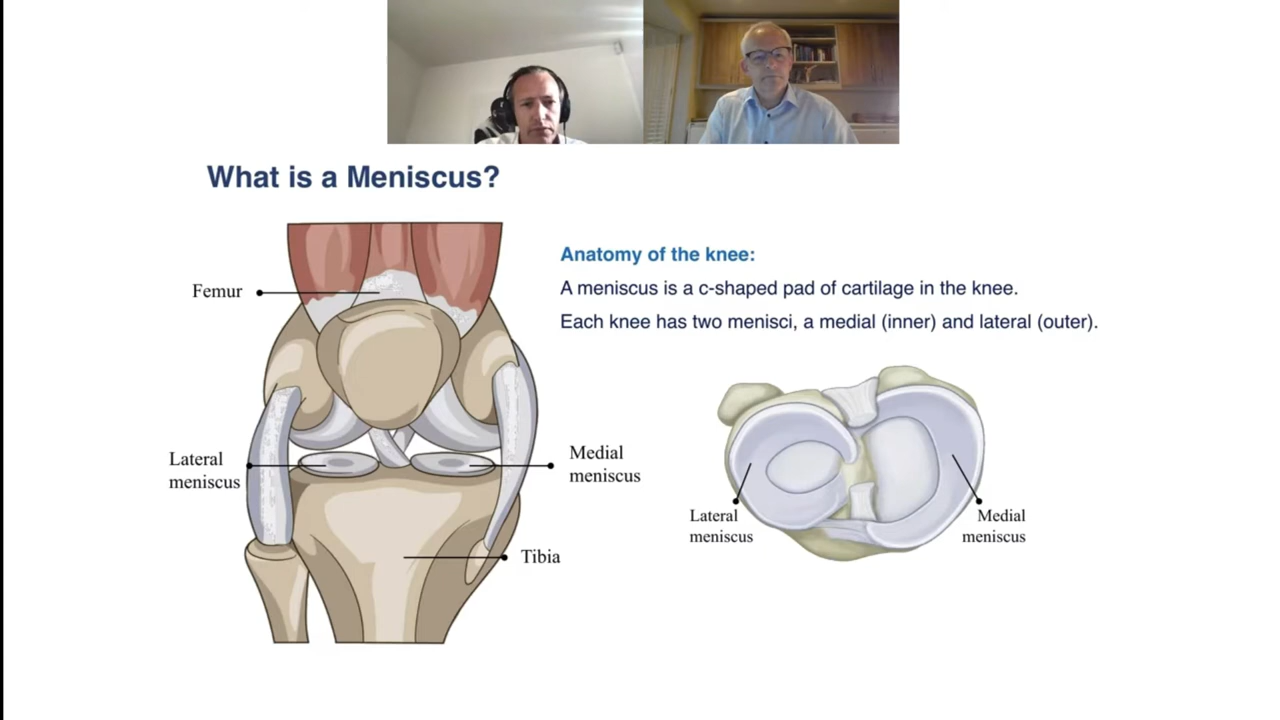 What is a Meniscus?
Anatomy of the knee:
A meniscus is a c-shaped pad of cartilage in the knee.
Each knee has two menisci, a medial (inner) and lateral (outer).
Femur
Lateral
meniscus
Medial
meniscus
Tibia
Lateral
meniscus
Medial
meniscus